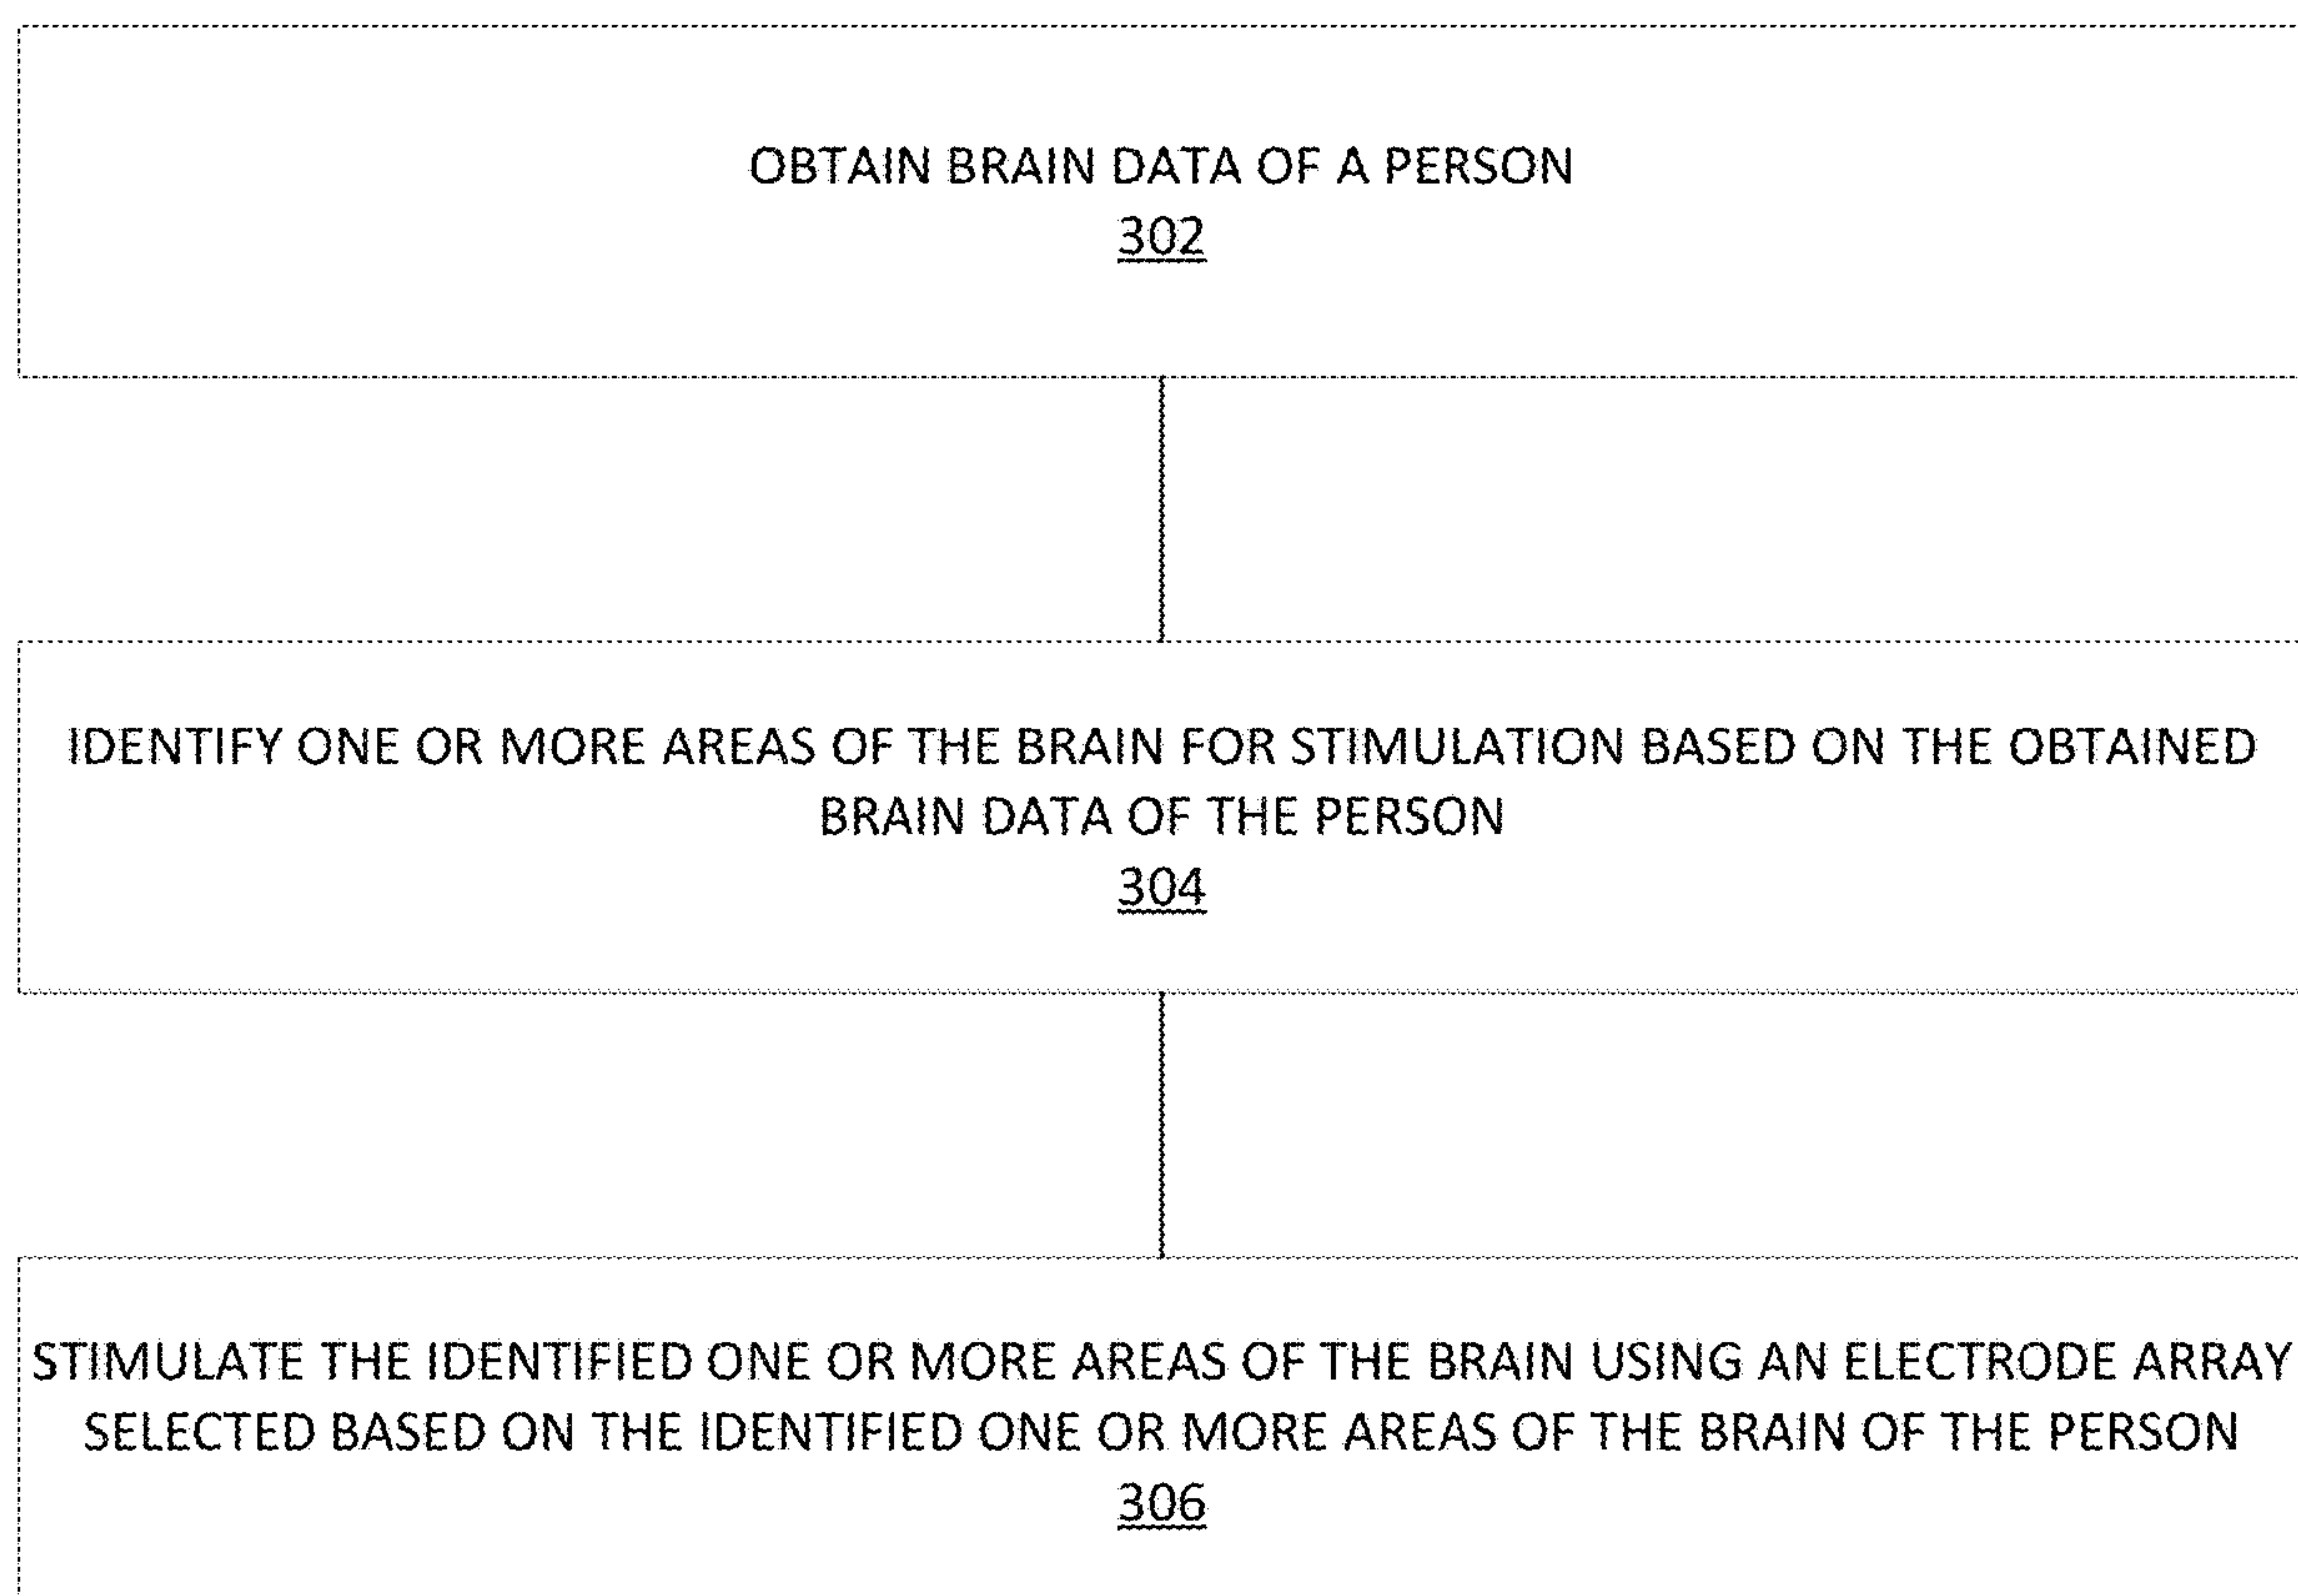 OBTAIN BRAIN DATA OF A PERSON
302
IDENTIFY ONE OR MORE AREAS OF THE BRAIN FOR STIMULATION BASED ON THE OBTAINED
BRAIN DATA OF THE PERSON
304
STIMULATE THE IDENTIFIED ONE OR MORE AREAS OF THE BRAIN USING AN ELECTRODE ARRAY
SELECTED BASED ON THE IDENTIFIED ONE OR MORE AREAS OF THE BRAIN OF THE PERSON
306